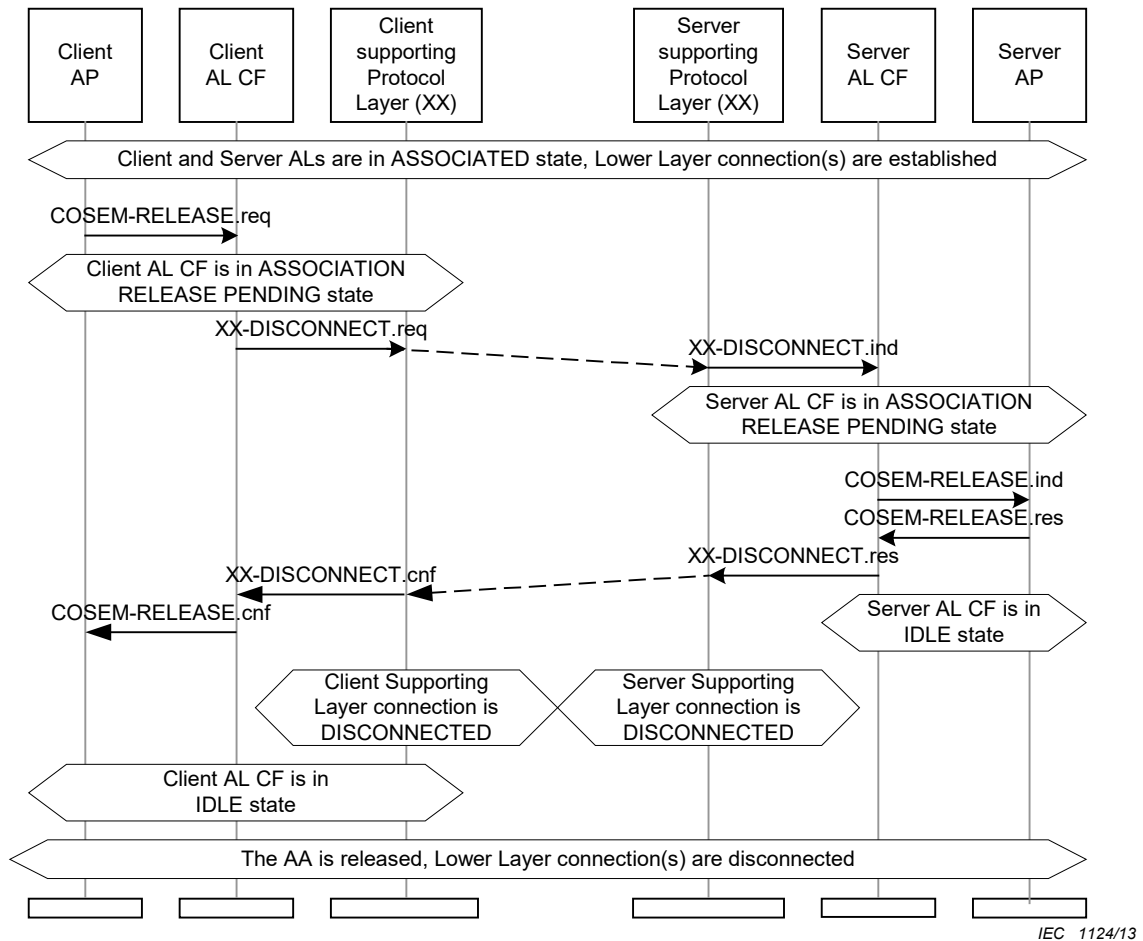 Client
AP
Client
AL CF
Client
supporting
Protocol
Layer (XX)
Server
supporting
Protocol
Layer (XX)
Server
AL CF
Server
AP
Client and Server ALs are in ASSOCIATED state, Lower Layer connection(s) are established
COSEM-RELEASE.req
Client AL CF is in ASSOCIATION
RELEASE PENDING state
XX-DISCONNECT.req
XX-DISCONNECT.ind
Server AL CF is in ASSOCIATION
RELEASE PENDING state
COSEM-RELEASE.ind
COSEM-RELEASE.res
XX-DISCONNECT.res
XX-DISCONNECT.cnf
COSEM-RELEASE.cnf
Server AL CF is in
IDLE state
Client Supporting
Layer connection is
DISCONNECTED
Server Supporting
Layer connection is
DISCONNECTED
Client AL CF is in
IDLE state
The AA is released, Lower Layer connection(s) are disconnected
IEC 1124/13